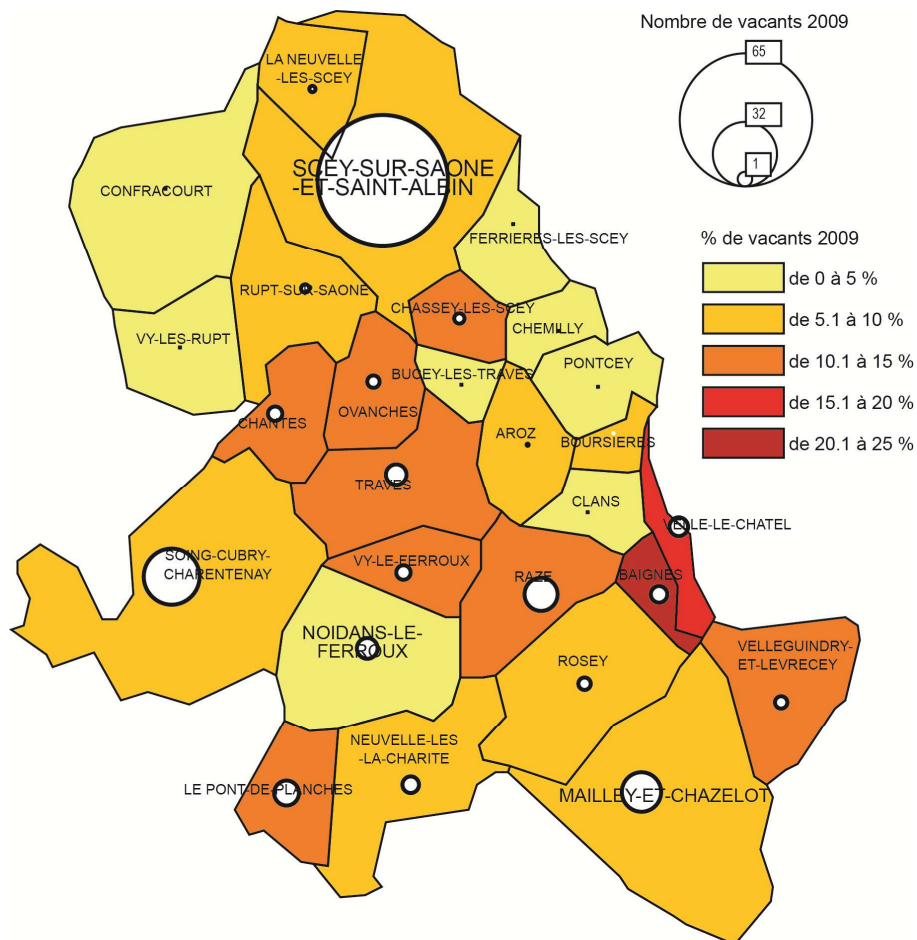 Nombre de vacants 2009
65
32
1
% de vacants 2009
de 0 à 5 %
de 5.1 à 10 %
de 10.1 à 15 %
de 15.1 à 20 %
de 20.1 à 25 %
LA NEUVELLE
-LES-SCEY
SCEY-SUR-SAONE
-ET-SAINT-ALBIN
CONFRACOURT
FERRIERES-LES-SCEY
RUPT-SUR-SAONE
CHASSEY-LES-SCEY
CHEMILLY
VY-LES-RUPT
PONTCEY
BUCEY-LES-TRAVES
OVANCHES
CHANTES
AROZ
BOURSIERES
TRAVES
CLANS
VELLE-LE-CHATEL
SOING-CUBRY-
CHARENTENAY
VY-LE-FERROUX
RAZE
BAIGNES
NOIDANS-LE-
FERROUX
VELLEGUINDRY-
ET-LEVRECEY
ROSEY
NEUVELLE-LES
-LA-CHARITE
LE PONT-DE-PLANCHES
MAILLEY-ET-CHAZELOT